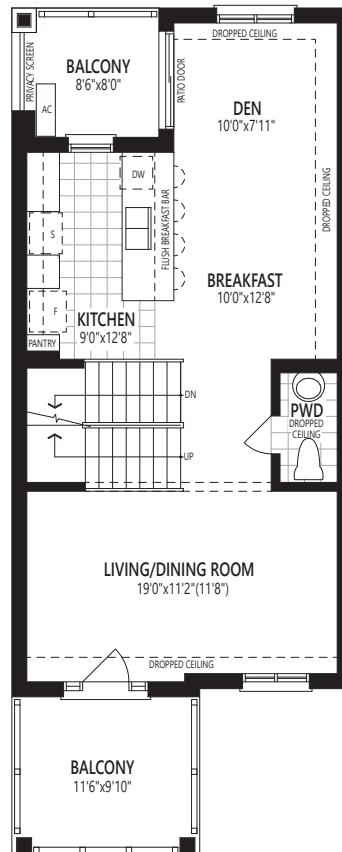 DROPPED CEILING
PRIVACY SCREEN
BALCONY
8'6"x8'0"
PATIO DOOR
AC
DEN
10'0"x7'11"
DROPPED CEILING
DW
FLUSH BREAKFAST BAR
S
BREAKFAST
10'0"x12'8"
F
KITCHEN
9'0"x12'8"
PANTRY
DN
PWD
DROPPED
CEILING
UP
LIVING/DINING ROOM
19'0"x11'2"(11'8")
DROPPED CEILING
BALCONY
11'6"x9'10"